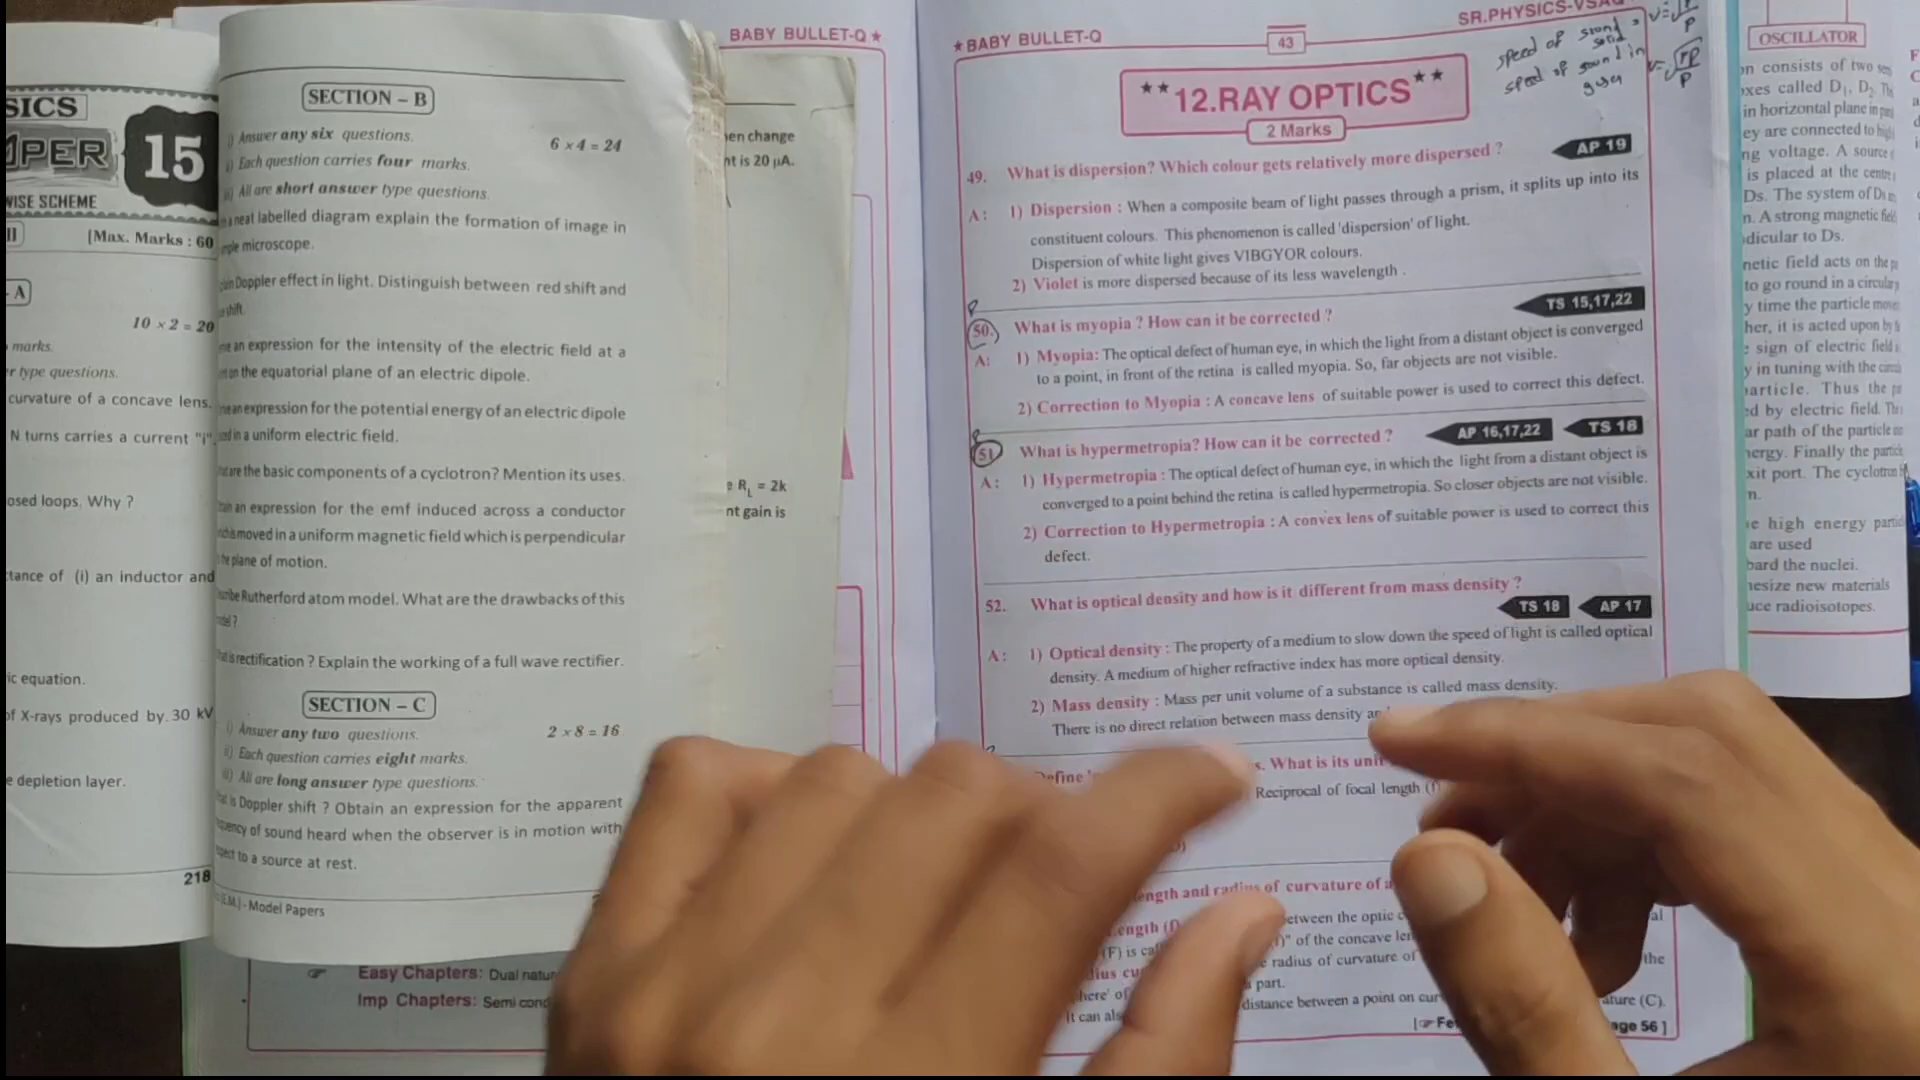 SICS
PER
15
WISE SCHEME
II
[Max. Marks : 60
- A
10 × 2 = 20
marks.
r type questions.
curvature of a concave lens.
N turns carries a current "i",
osed loops. Why ?
tance of (i) an inductor and
ic equation.
of X-rays produced by 30 kV
e depletion layer.
218
SECTION – B
i) Answer any six questions.
6 × 4 = 24
ii) Each question carries four marks.
iii) All are short answer type questions.
a neat labelled diagram explain the formation of image in
mple microscope.
Doppler effect in light. Distinguish between red shift and
shift.
an expression for the intensity of the electric field at a
on the equatorial plane of an electric dipole.
an expression for the potential energy of an electric dipole
in a uniform electric field.
are the basic components of a cyclotron? Mention its uses.
an expression for the emf induced across a conductor
moved in a uniform magnetic field which is perpendicular
the plane of motion.
Rutherford atom model. What are the drawbacks of this
is rectification ? Explain the working of a full wave rectifier.
SECTION – C
i) Answer any two questions.
2 × 8 = 16
ii) Each question carries eight marks.
iii) All are long answer type questions.
is Doppler shift ? Obtain an expression for the apparent
quency of sound heard when the observer is in motion with
spect to a source at rest.
E.M.] - Model Papers
BABY BULLET-Q ★
en change
nt is 20 μA.
RL = 2k
nt gain is
Easy Chapters: Dual natur
Imp Chapters: Semi cond
★ BABY BULLET-Q
43
SR.PHYSICS-VSAQ
speed of sound
solid
speed of sound in
gases
★★ 12.RAY OPTICS ★★
2 Marks
49. What is dispersion? Which colour gets relatively more dispersed ?
AP 19
A: 1) Dispersion : When a composite beam of light passes through a prism, it splits up into its
constituent colours. This phenomenon is called 'dispersion' of light.
Dispersion of white light gives VIBGYOR colours.
2) Violet is more dispersed because of its less wavelength .
TS 15,17,22
50. What is myopia ? How can it be corrected ?
A: 1) Myopia: The optical defect of human eye, in which the light from a distant object is converged
to a point, in front of the retina is called myopia. So, far objects are not visible.
2) Correction to Myopia : A concave lens of suitable power is used to correct this defect.
51. What is hypermetropia? How can it be corrected ?
AP 16,17,22
TS 18
A: 1) Hypermetropia : The optical defect of human eye, in which the light from a distant object is
converged to a point behind the retina is called hypermetropia. So closer objects are not visible.
2) Correction to Hypermetropia : A convex lens of suitable power is used to correct this
defect.
52. What is optical density and how is it different from mass density ?
TS 18
AP 17
A: 1) Optical density : The property of a medium to slow down the speed of light is called optical
density. A medium of higher refractive index has more optical density.
2) Mass density : Mass per unit volume of a substance is called mass density.
There is no direct relation between mass density an
efine
s. What is its unit
Reciprocal of focal length (f)
ength and radius of curvature of a
ength (f)
etween the optic c
al
(F) is ca
of the concave len
ius cu
e radius of curvature of
the
here' of
a part.
It can als
distance between a point on cur
ature (C).
age 56 ]
OSCILLATOR
on consists of two
oxes called D1, D2. The
in horizontal plane in
ey are connected to high
ng voltage. A source
is placed at the centre
Ds. The system of Ds
n. A strong magnetic field
dicular to Ds.
netic field acts on the
to go round in a circular
y time the particle
her, it is acted upon by
sign of electric field
y in tuning with the
particle. Thus the
ed by electric field.
ar path of the particle
nergy. Finally the particle
xit port. The cyclotron
n.
e high energy
are used
bard the nuclei.
hesize new materials
uce radioisotopes.